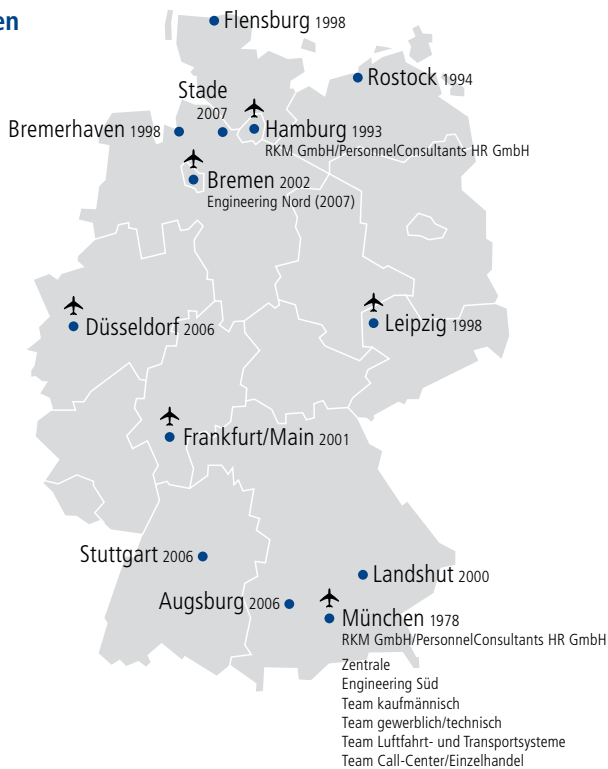 en
Flensburg 1998
Rostock 1994
Stade
2007
Bremerhaven 1998
Hamburg 1993
RKM GmbH/PersonnelConsultants HR GmbH
Bremen 2002
Engineering Nord (2007)
Düsseldorf 2006
Leipzig 1998
Frankfurt/Main 2001
Stuttgart 2006
Landshut 2000
Augsburg 2006
München 1978
RKM GmbH/PersonnelConsultants HR GmbH
Zentrale
Engineering Süd
Team kaufmännisch
Team gewerblich/technisch
Team Luftfahrt- und Transportsysteme
Team Call-Center/Einzelhandel